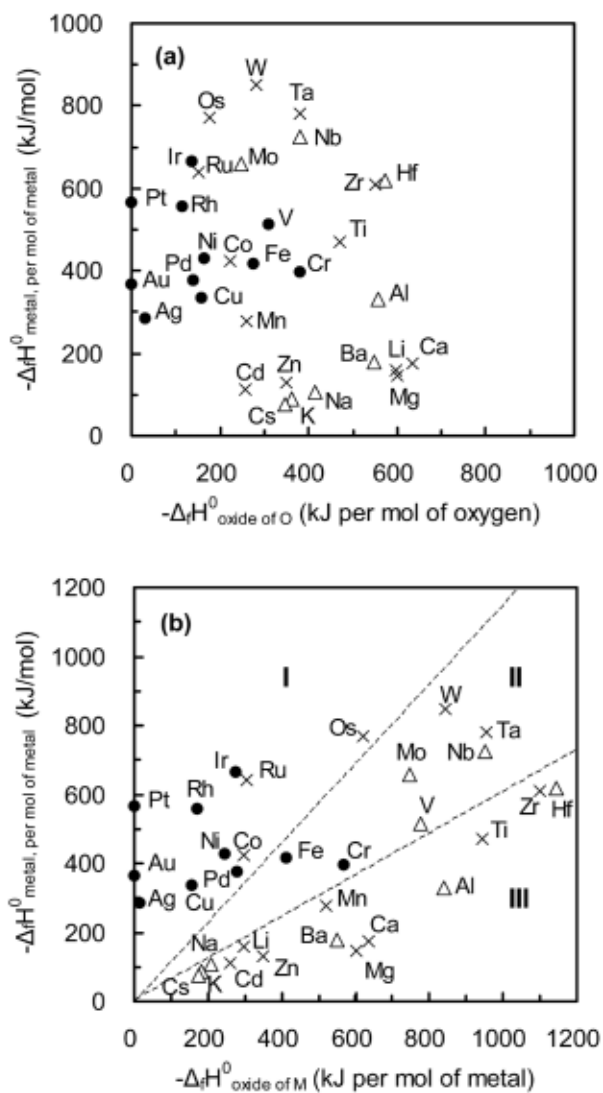 (a)
1000
800
600
400
200
0
-ΔfH⁰metal, per mol of metal (kJ/mol)
W
Os
Ta
Nb
Ir
Ru
Mo
Zr
Hf
Pt
Rh
V
Ti
Ni
Co
Fe
Pd
Cr
Au
Cu
Al
Ag
Mn
Ba
Li
Ca
Cd
Zn
Mg
Cs
K
Na
0 200 400 600 800 1000
-ΔfH⁰oxide of O (kJ per mol of oxygen)
(b)
1200
1000
800
600
400
200
0
-ΔfH⁰metal, per mol of metal (kJ/mol)
I
II
W
Os
Ta
Mo
Nb
Ir
Ru
Pt
Rh
V
Zr
Hf
Ni
Co
Fe
Cr
Ti
Au
Pd
Al
III
Ag
Cu
Mn
Na
Li
Ba
Ca
Cs
K
Cd
Zn
Mg
0 200 400 600 800 1000 1200
-ΔfH⁰oxide of M (kJ per mol of metal)